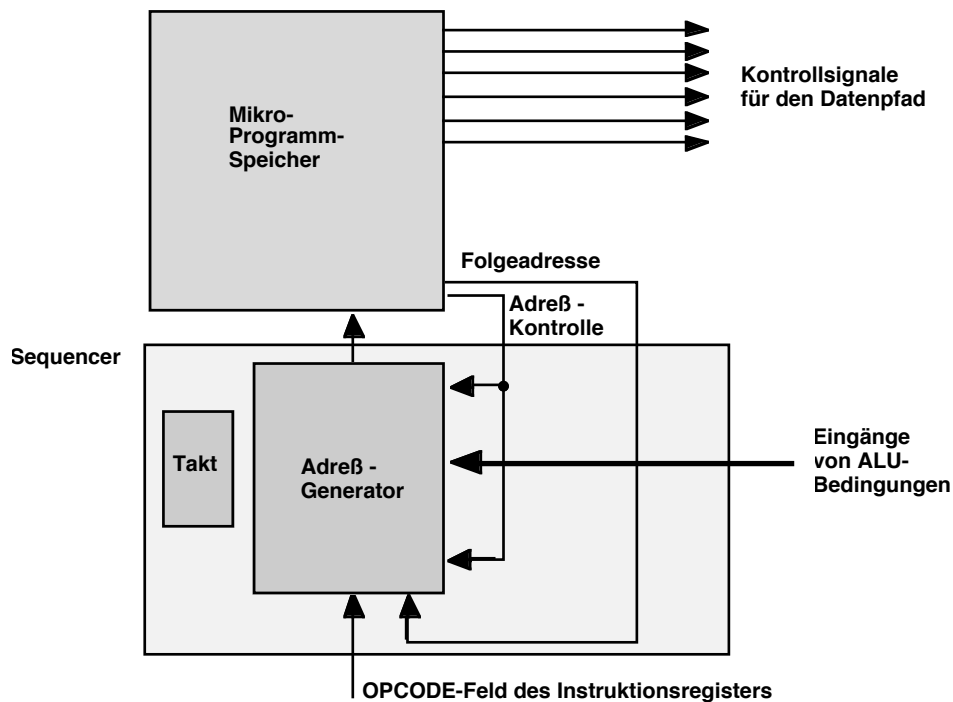 Kontrollsignale
für den Datenpfad
Mikro-
Programm-
Speicher
Folgeadresse
Adreß -
Kontrolle
Sequencer
Takt
Adreß -
Generator
Eingänge
von ALU-
Bedingungen
OPCODE-Feld des Instruktionsregisters